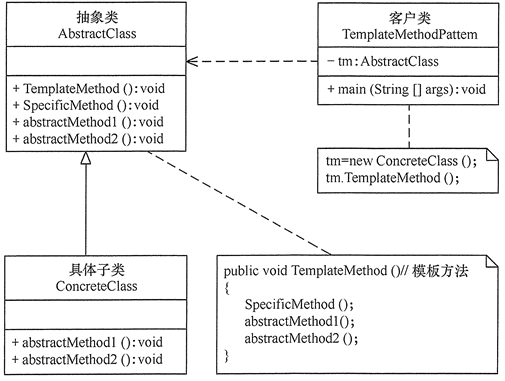 抽象类
AbstractClass
+ TemplateMethod ():void
+ SpecificMethod ():void
+ abstractMethod1 ():void
+ abstractMethod2 ():void
客户类
TemplateMethodPattem
− tm:AbstractClass
+ main (String [] args):void
tm=new ConcreteClass ();
tm.TemplateMethod ();
具体子类
ConcreteClass
+ abstractMethod1 ():void
+ abstractMethod2 ():void
public void TemplateMethod ()// 模板方法
{
SpecificMethod ();
abstractMethod1();
abstractMethod2 ();
}